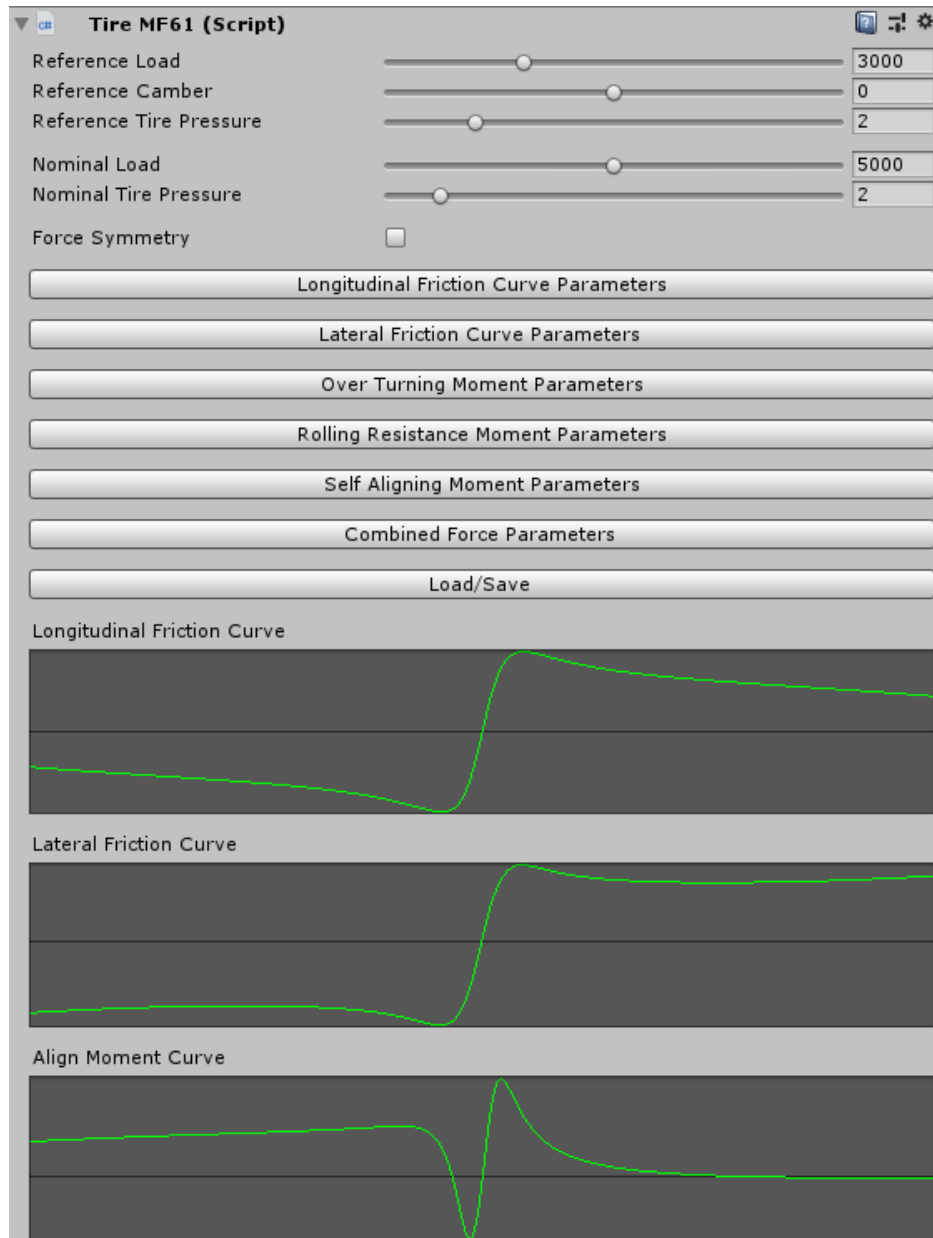 Tire MF61 (Script)
Reference Load 3000
Reference Camber 0
Reference Tire Pressure 2
Nominal Load 5000
Nominal Tire Pressure 2
Force Symmetry
Longitudinal Friction Curve Parameters
Lateral Friction Curve Parameters
Over Turning Moment Parameters
Rolling Resistance Moment Parameters
Self Aligning Moment Parameters
Combined Force Parameters
Load/Save
Longitudinal Friction Curve
Lateral Friction Curve
Align Moment Curve